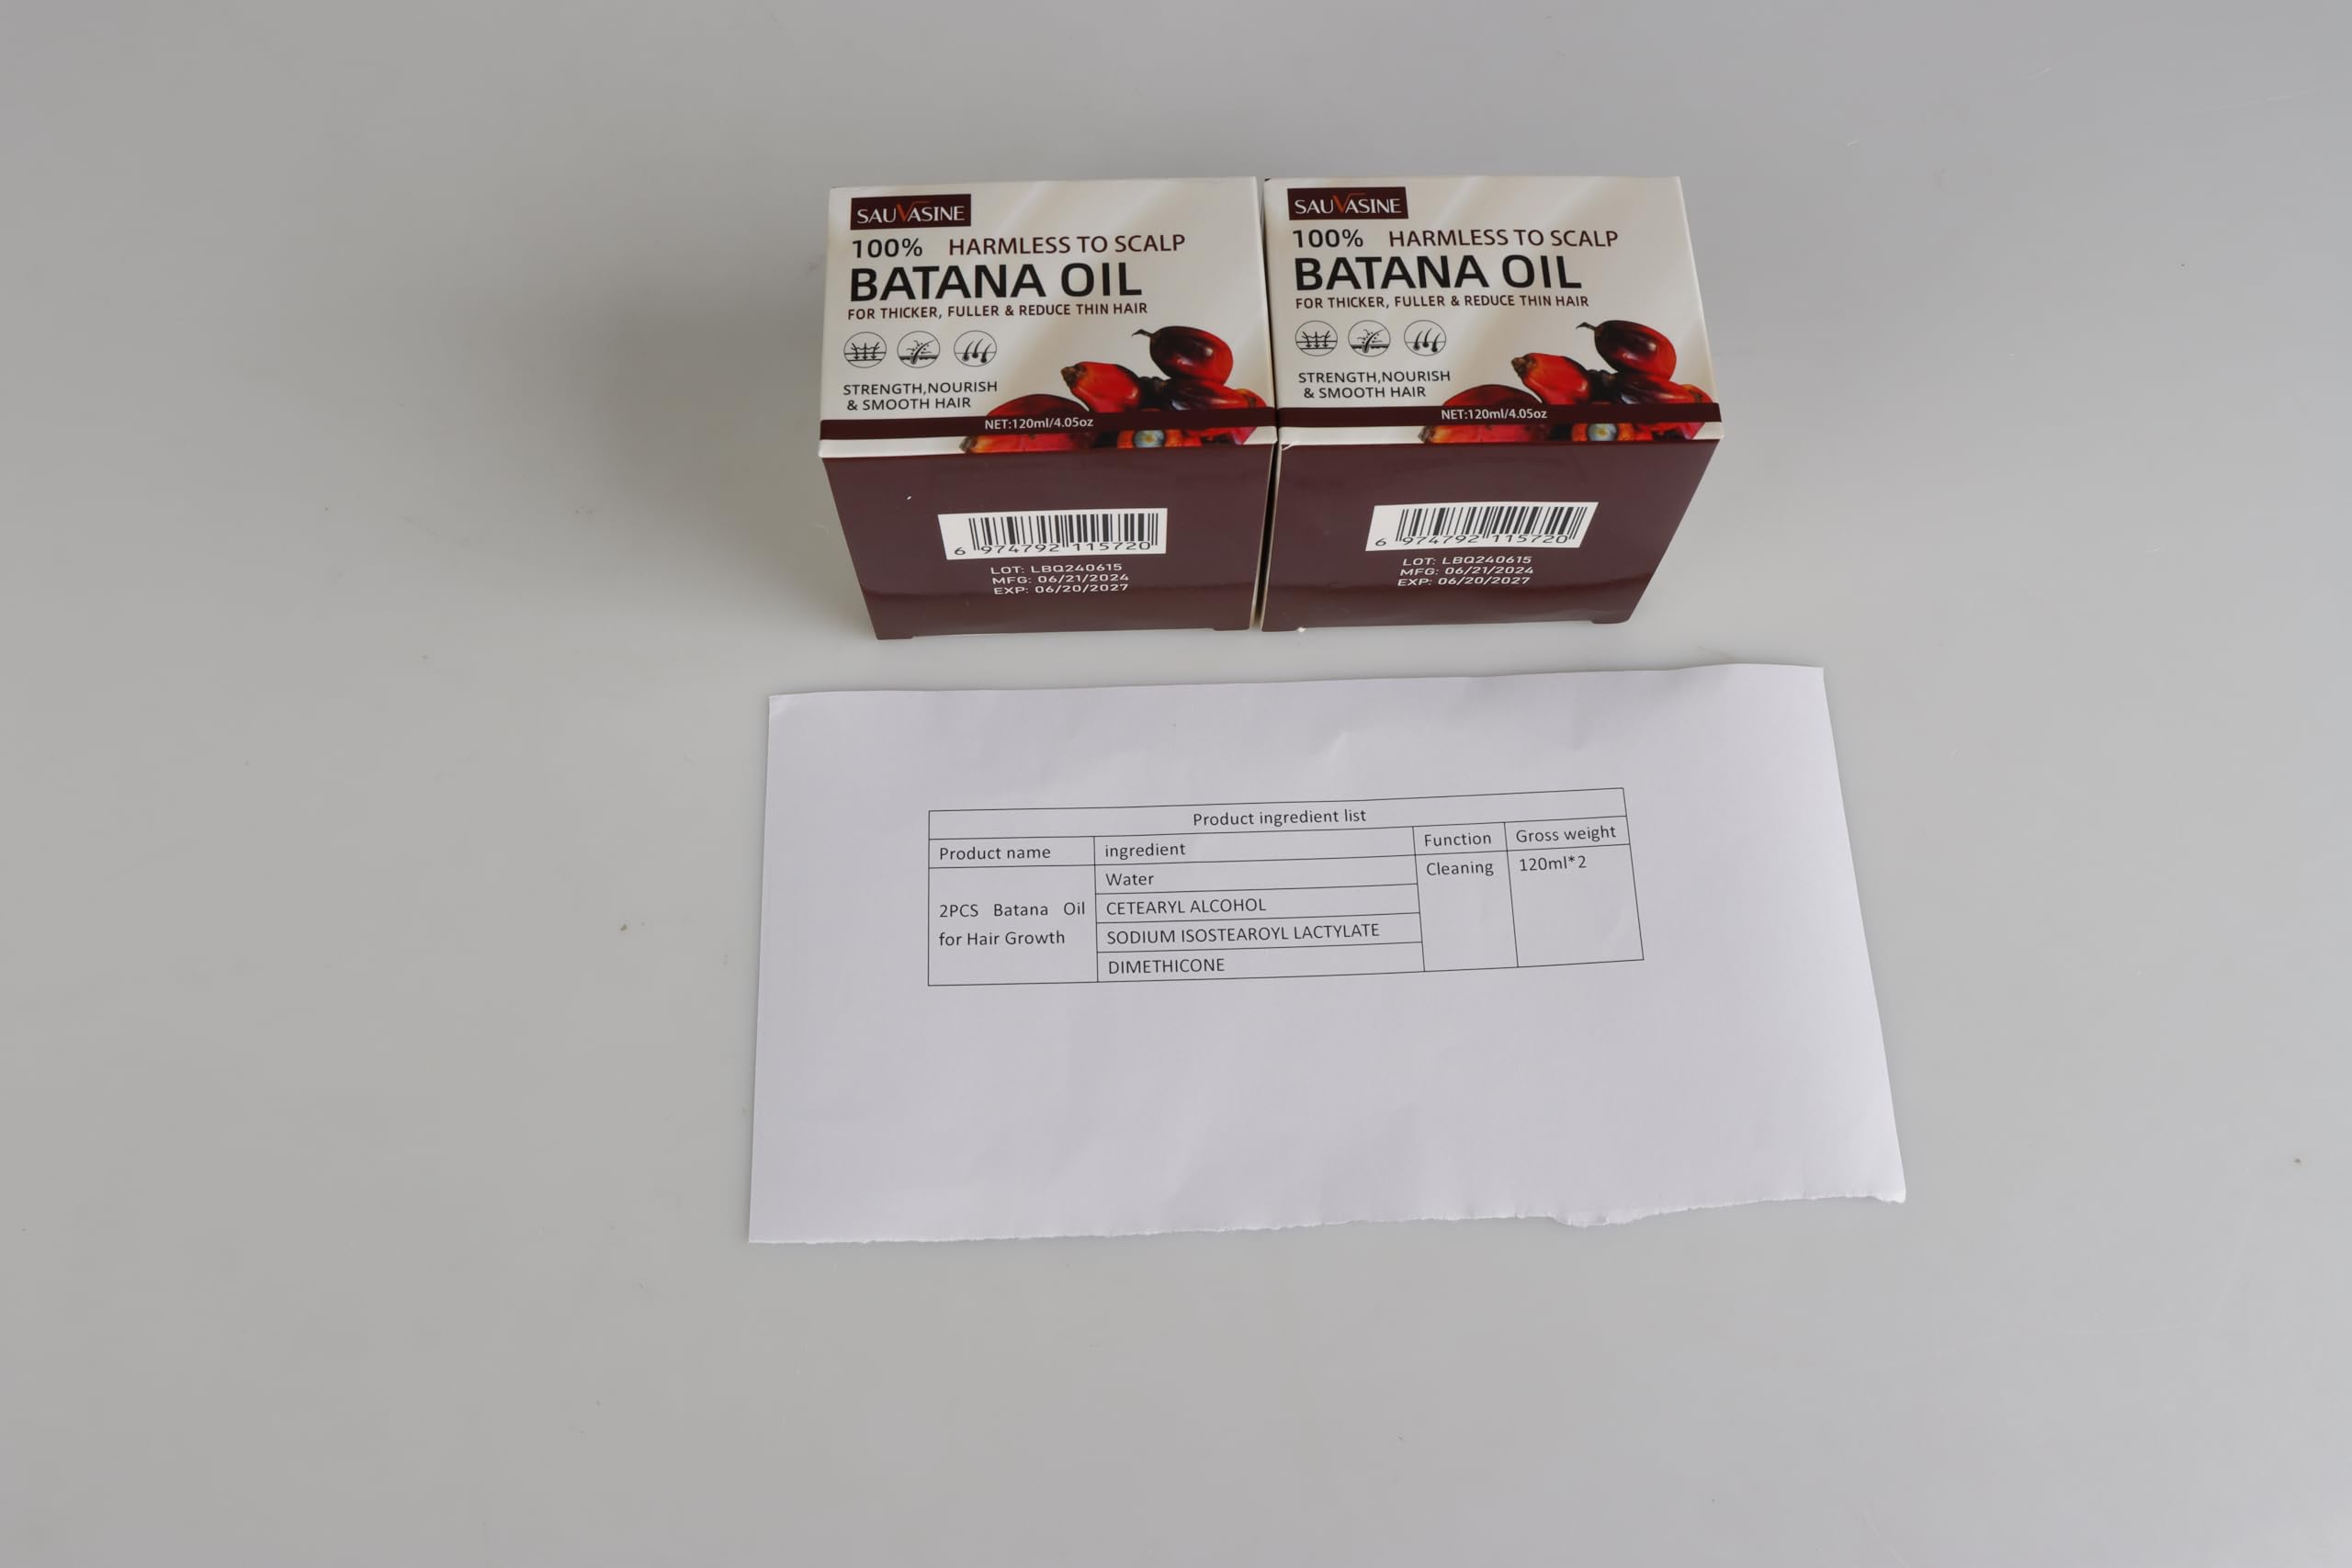 SAUVASINE
100% HARMLESS TO SCALP
BATANA OIL
FOR THICKER, FULLER & REDUCE THIN HAIR
STRENGTH,NOURISH
& SMOOTH HAIR
NET:120ml/4.05oz
6 974792 115720
LOT: LBQ240615
MFG: 06/21/2024
EXP: 06/20/2027
SAUVASINE
100% HARMLESS TO SCALP
BATANA OIL
FOR THICKER, FULLER & REDUCE THIN HAIR
STRENGTH,NOURISH
& SMOOTH HAIR
NET:120ml/4.05oz
6 974792 115720
LOT: LBQ240615
MFG: 06/21/2024
EXP: 06/20/2027
Product ingredient list
Product name ingredient Function Gross weight
2PCS Batana Oil
for Hair Growth
Water
CETEARYL ALCOHOL
SODIUM ISOSTEAROYL LACTYLATE
DIMETHICONE
Cleaning
120ml*2